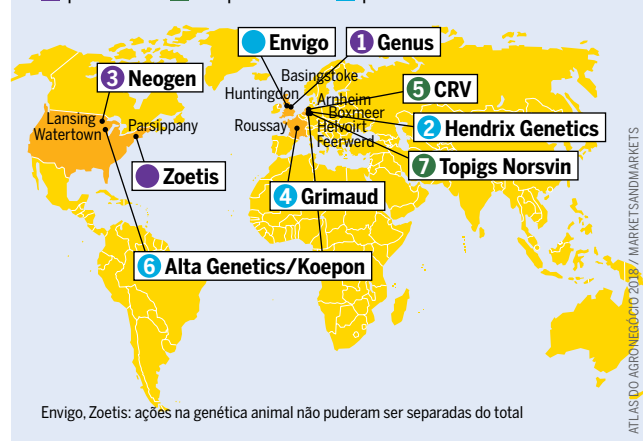 Envigo
1 Genus
Basingstoke
3 Neogen
Huntingdon
Arnheim
5 CRV
Boxmeer
Lansing
Watertown
Parsippany
Roussay
Helvoirt
2 Hendrix Genetics
Feerwerd
Zoetis
7 Topigs Norsvin
4 Grimaud
6 Alta Genetics/Koepon
Envigo, Zoetis: ações na genética animal não puderam ser separadas do total
ATLAS DO AGRONEGÓCIO 2018 / MARKETSANDMARKETS